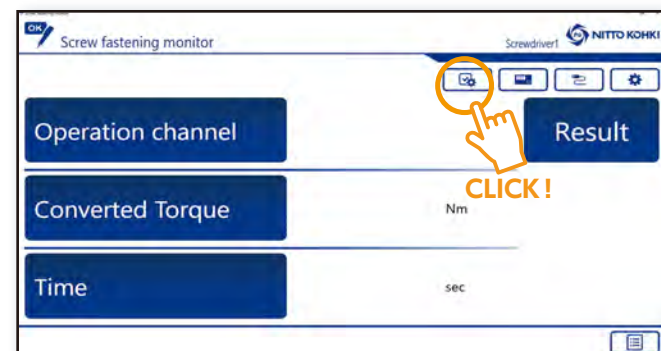 OK
Screw fastening monitor
Screwdriver1
NITTO KOHKI
Operation channel
Result
CLICK!
Converted Torque
Nm
Time
sec